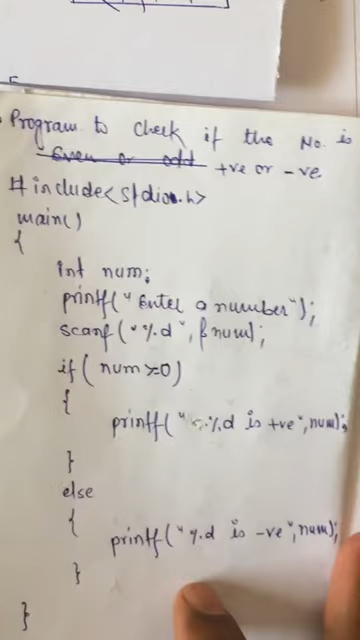 Program to check if the No. is
Even or odd +ve or -ve
#include<stdio.h>
main()
{
int num;
printf("Enter a number");
scanf("%d", &num);
if(num>=0)
{
printf("%d is +ve",num);
}
else
{
printf("%d is -ve",num);
}
}